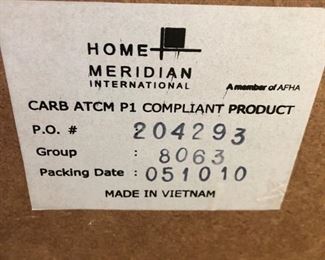 HOME
MERIDIAN
INTERNATIONAL
A member of AFHA
CARB ATCM P1 COMPLIANT PRODUCT
P.O. # 204293
Group : 8063
Packing Date : 051010
MADE IN VIETNAM